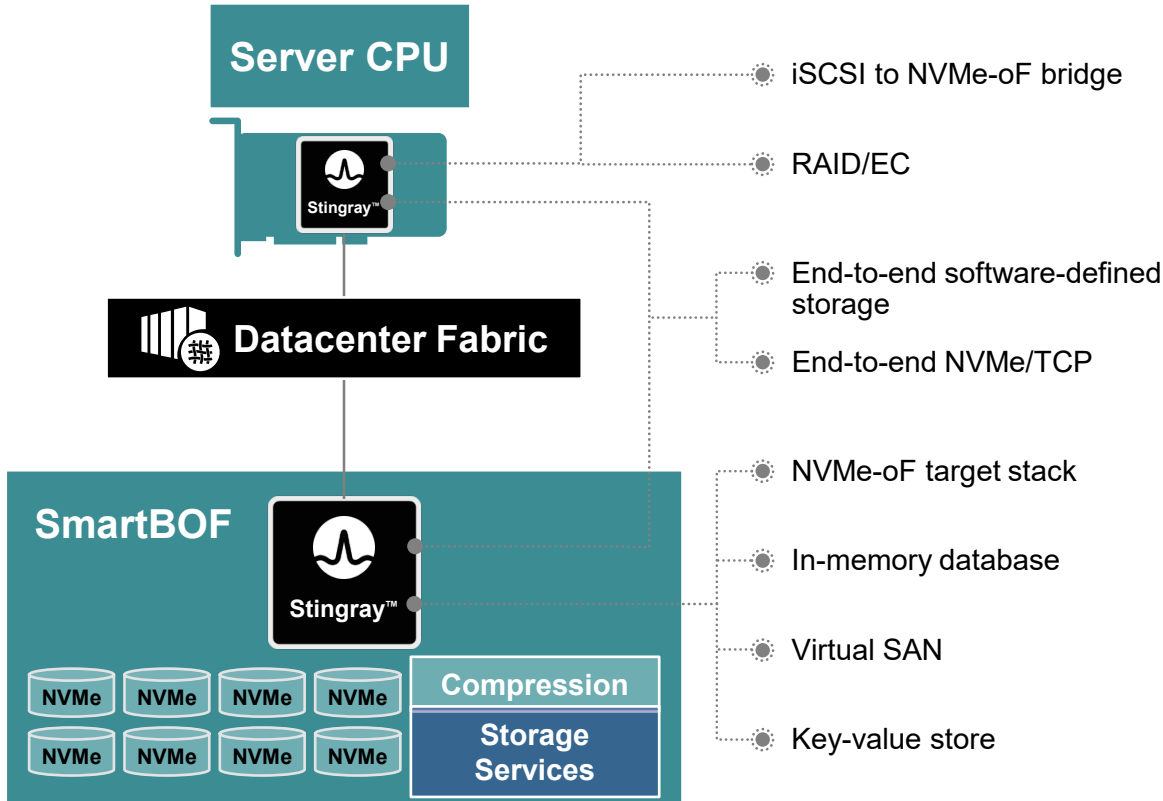 Server CPU
Stingray™
Datacenter Fabric
SmartBOF
Stingray™
NVMe NVMe NVMe NVMe
NVMe NVMe NVMe NVMe
Compression
Storage
Services
iSCSI to NVMe-oF bridge
RAID/EC
End-to-end software-defined
storage
End-to-end NVMe/TCP
NVMe-oF target stack
In-memory database
Virtual SAN
Key-value store